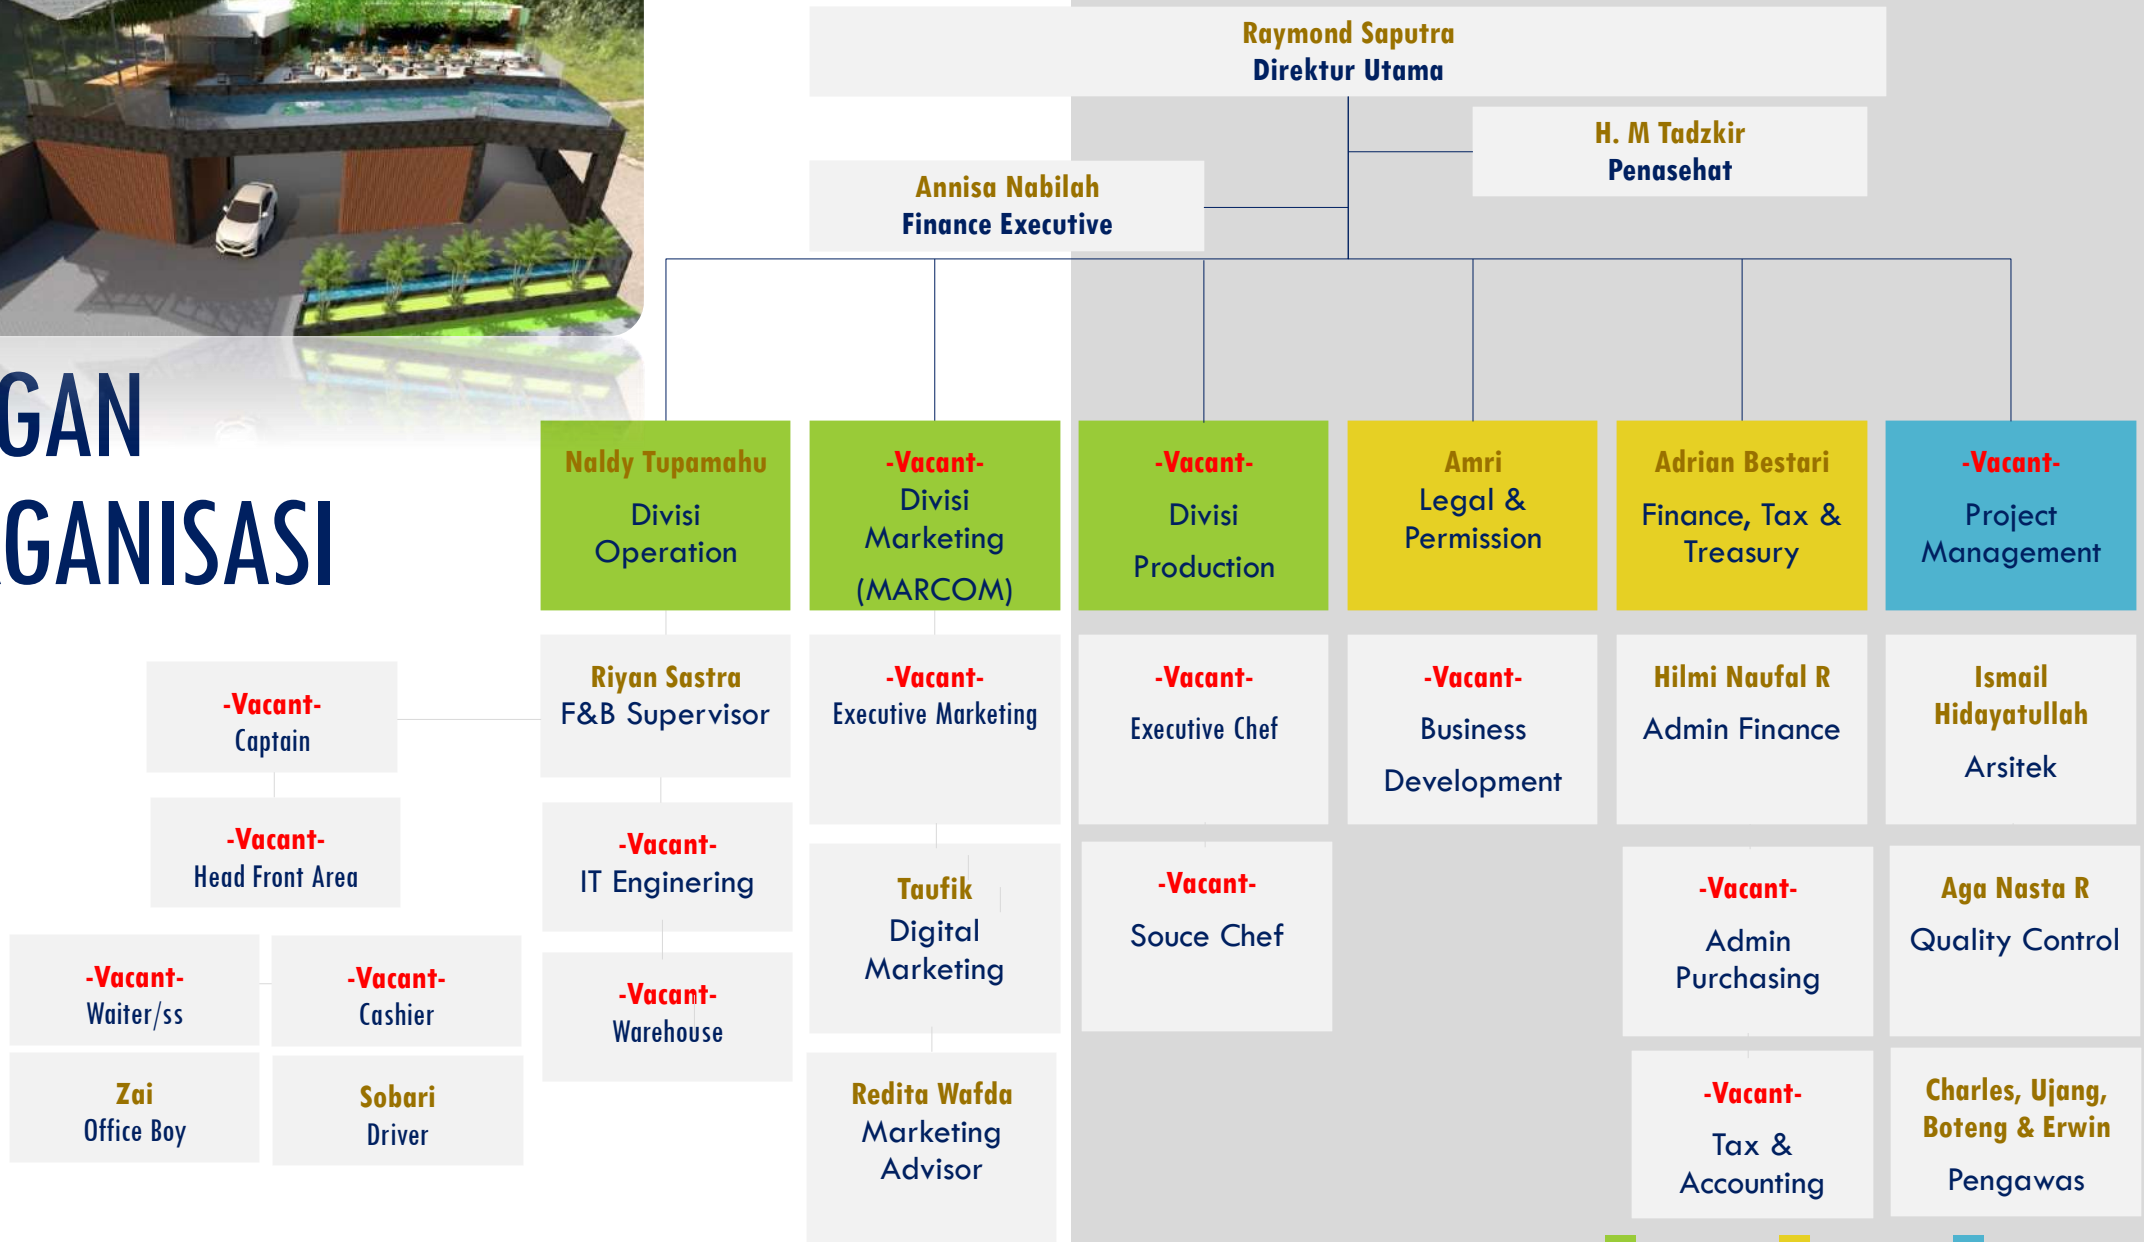 Raymond Saputra
Direktur Utama
H. M Tadzkir
Penasehat
Annisa Nabilah
Finance Executive
GAN
GANISASI
Naldy Tupamahu
Divisi
Operation
-Vacant-
Divisi
Marketing
(MARCOM)
-Vacant-
Divisi
Production
Amri
Legal &
Permission
Adrian Bestari
Finance, Tax &
Treasury
-Vacant-
Project
Management
-Vacant-
Captain
-Vacant-
Head Front Area
-Vacant-
Waiter/ss
-Vacant-
Cashier
Zai
Office Boy
Sobari
Driver
Riyan Sastra
F&B Supervisor
-Vacant-
IT Enginering
-Vacant-
Warehouse
-Vacant-
Executive Marketing
Taufik
Digital
Marketing
Redita Wafda
Marketing
Advisor
-Vacant-
Executive Chef
-Vacant-
Souce Chef
-Vacant-
Business
Development
Hilmi Naufal R
Admin Finance
-Vacant-
Admin
Purchasing
-Vacant-
Tax &
Accounting
Ismail
Hidayatullah
Arsitek
Aga Nasta R
Quality Control
Charles, Ujang,
Boteng & Erwin
Pengawas